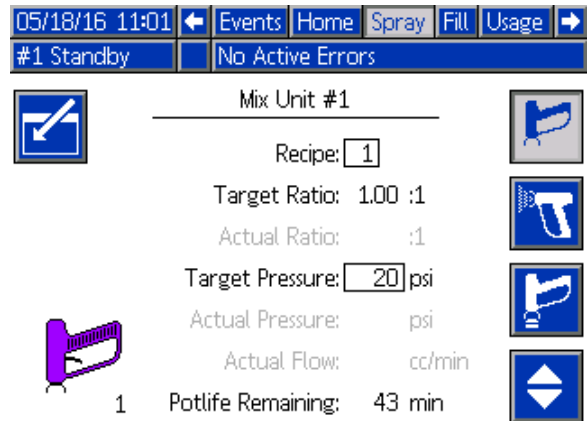 05/18/16 11:01 Events Home Spray Fill Usage
#1 Standby No Active Errors
Mix Unit #1
Recipe: 1
Target Ratio: 1.00 :1
Actual Ratio: :1
Target Pressure: 20 psi
Actual Pressure: psi
Actual Flow: cc/min
1 Potlife Remaining: 43 min